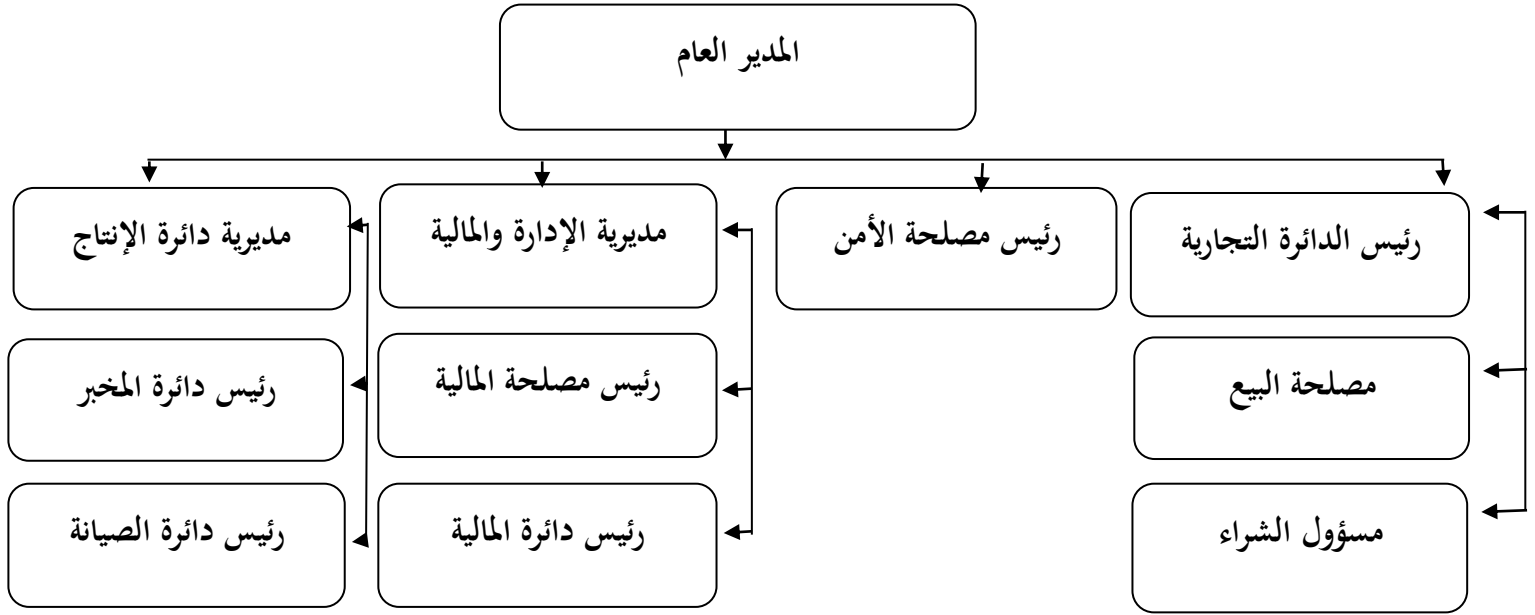 المدير العام
رئيس الدائرة التجارية
رئيس مصلحة الأمن
مديرية الإدارة والمالية
مديرية دائرة الإنتاج
مصلحة البيع
رئيس مصلحة المالية
رئيس دائرة المخبر
مسؤول الشراء
رئيس دائرة المالية
رئيس دائرة الصيانة